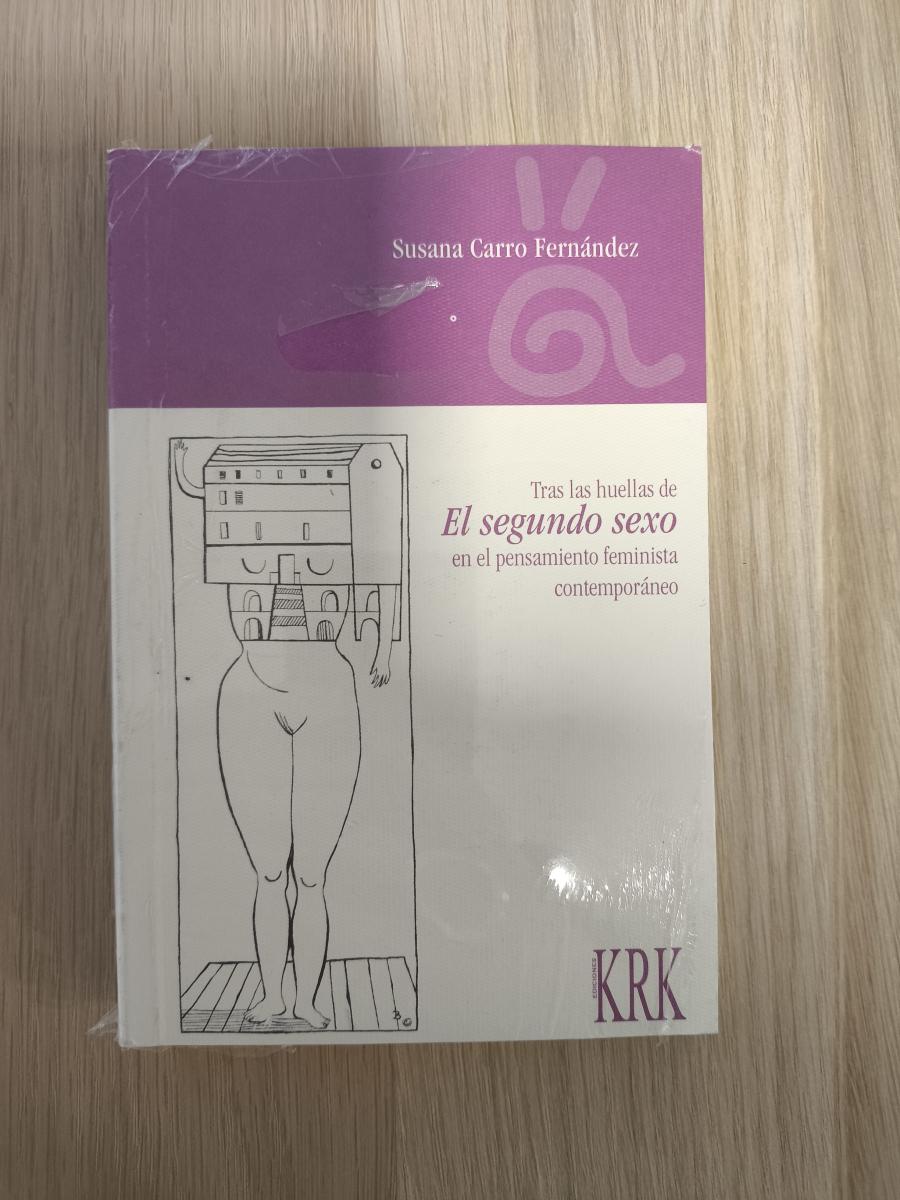 Susana Carro Fernández
Tras las huellas de
El segundo sexo
en el pensamiento feminista
contemporáneo
EDICIONES
KRK